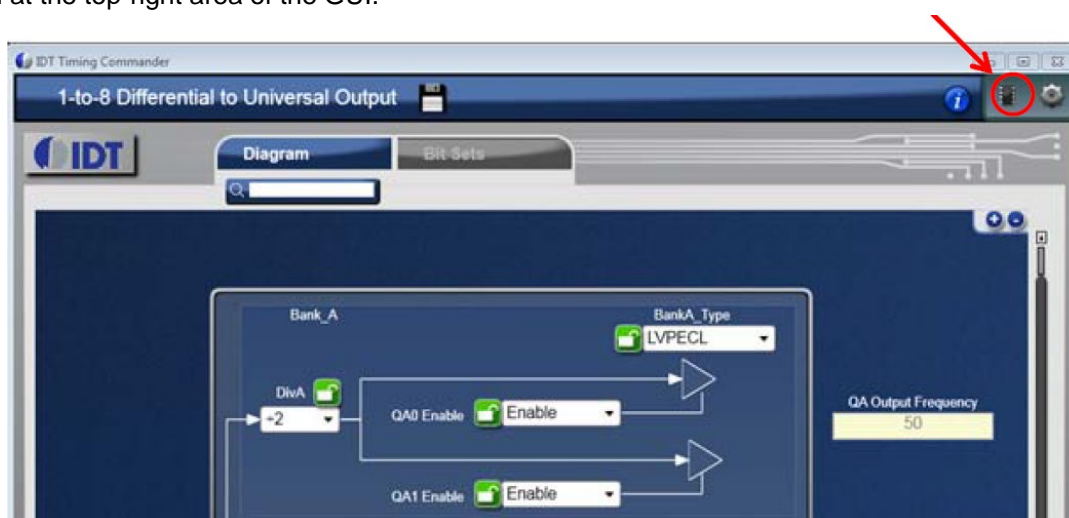 at the top right area of the GUI.
IDT Timing Commander
1-to-8 Differential to Universal Output
i
IDT
Diagram
Bit Sets
Bank_A
BankA_Type
LVPECL
DivA
÷2
QA0 Enable
Enable
QA Output Frequency
50
QA1 Enable
Enable